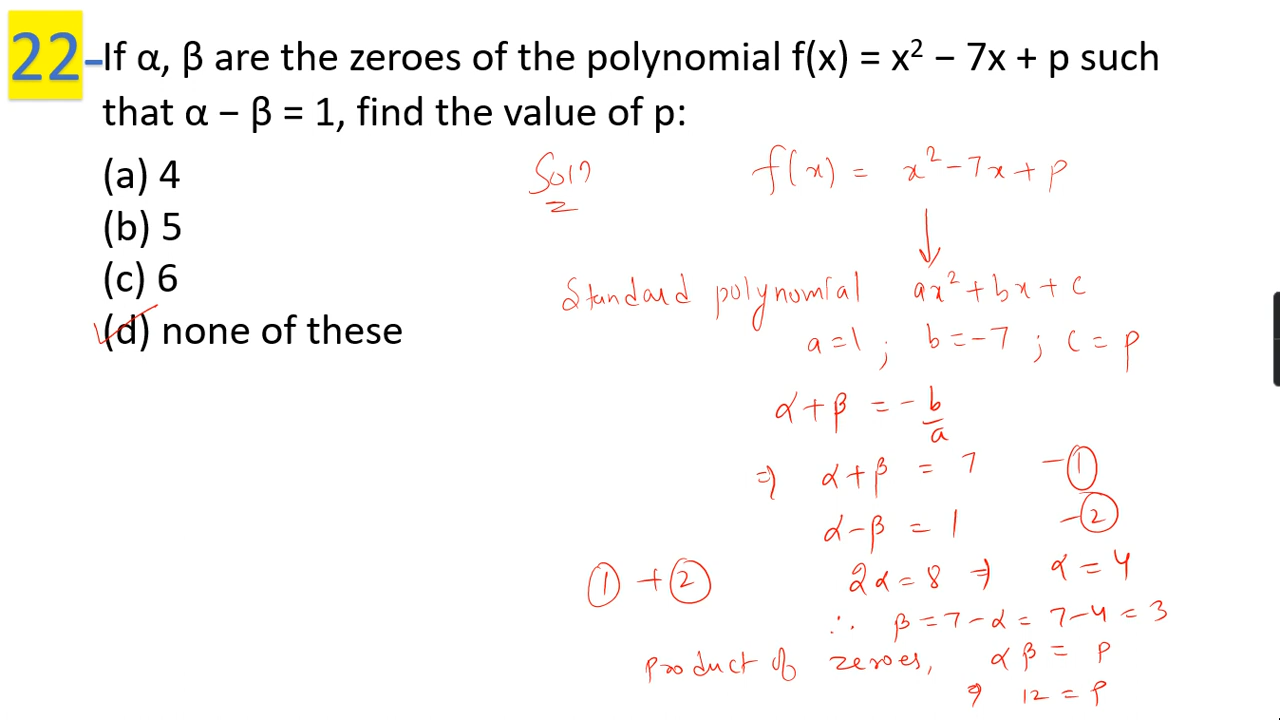 22- If α, β are the zeroes of the polynomial f(x) = x² − 7x + p such
that α − β = 1, find the value of p:
(a) 4
(b) 5
(c) 6
(d) none of these
Soln
f(x) = x² - 7x + p
↓
Standard polynomial ax² + bx + c
a = 1 ; b = -7 ; c = p
α + β = - b/a
⇒ α + β = 7 - ①
α - β = 1 - ②
① + ② 2α = 8 ⇒ α = 4
∴ β = 7 - α = 7 - 4 = 3
product of zeroes, α β = p
⇒ 12 = p